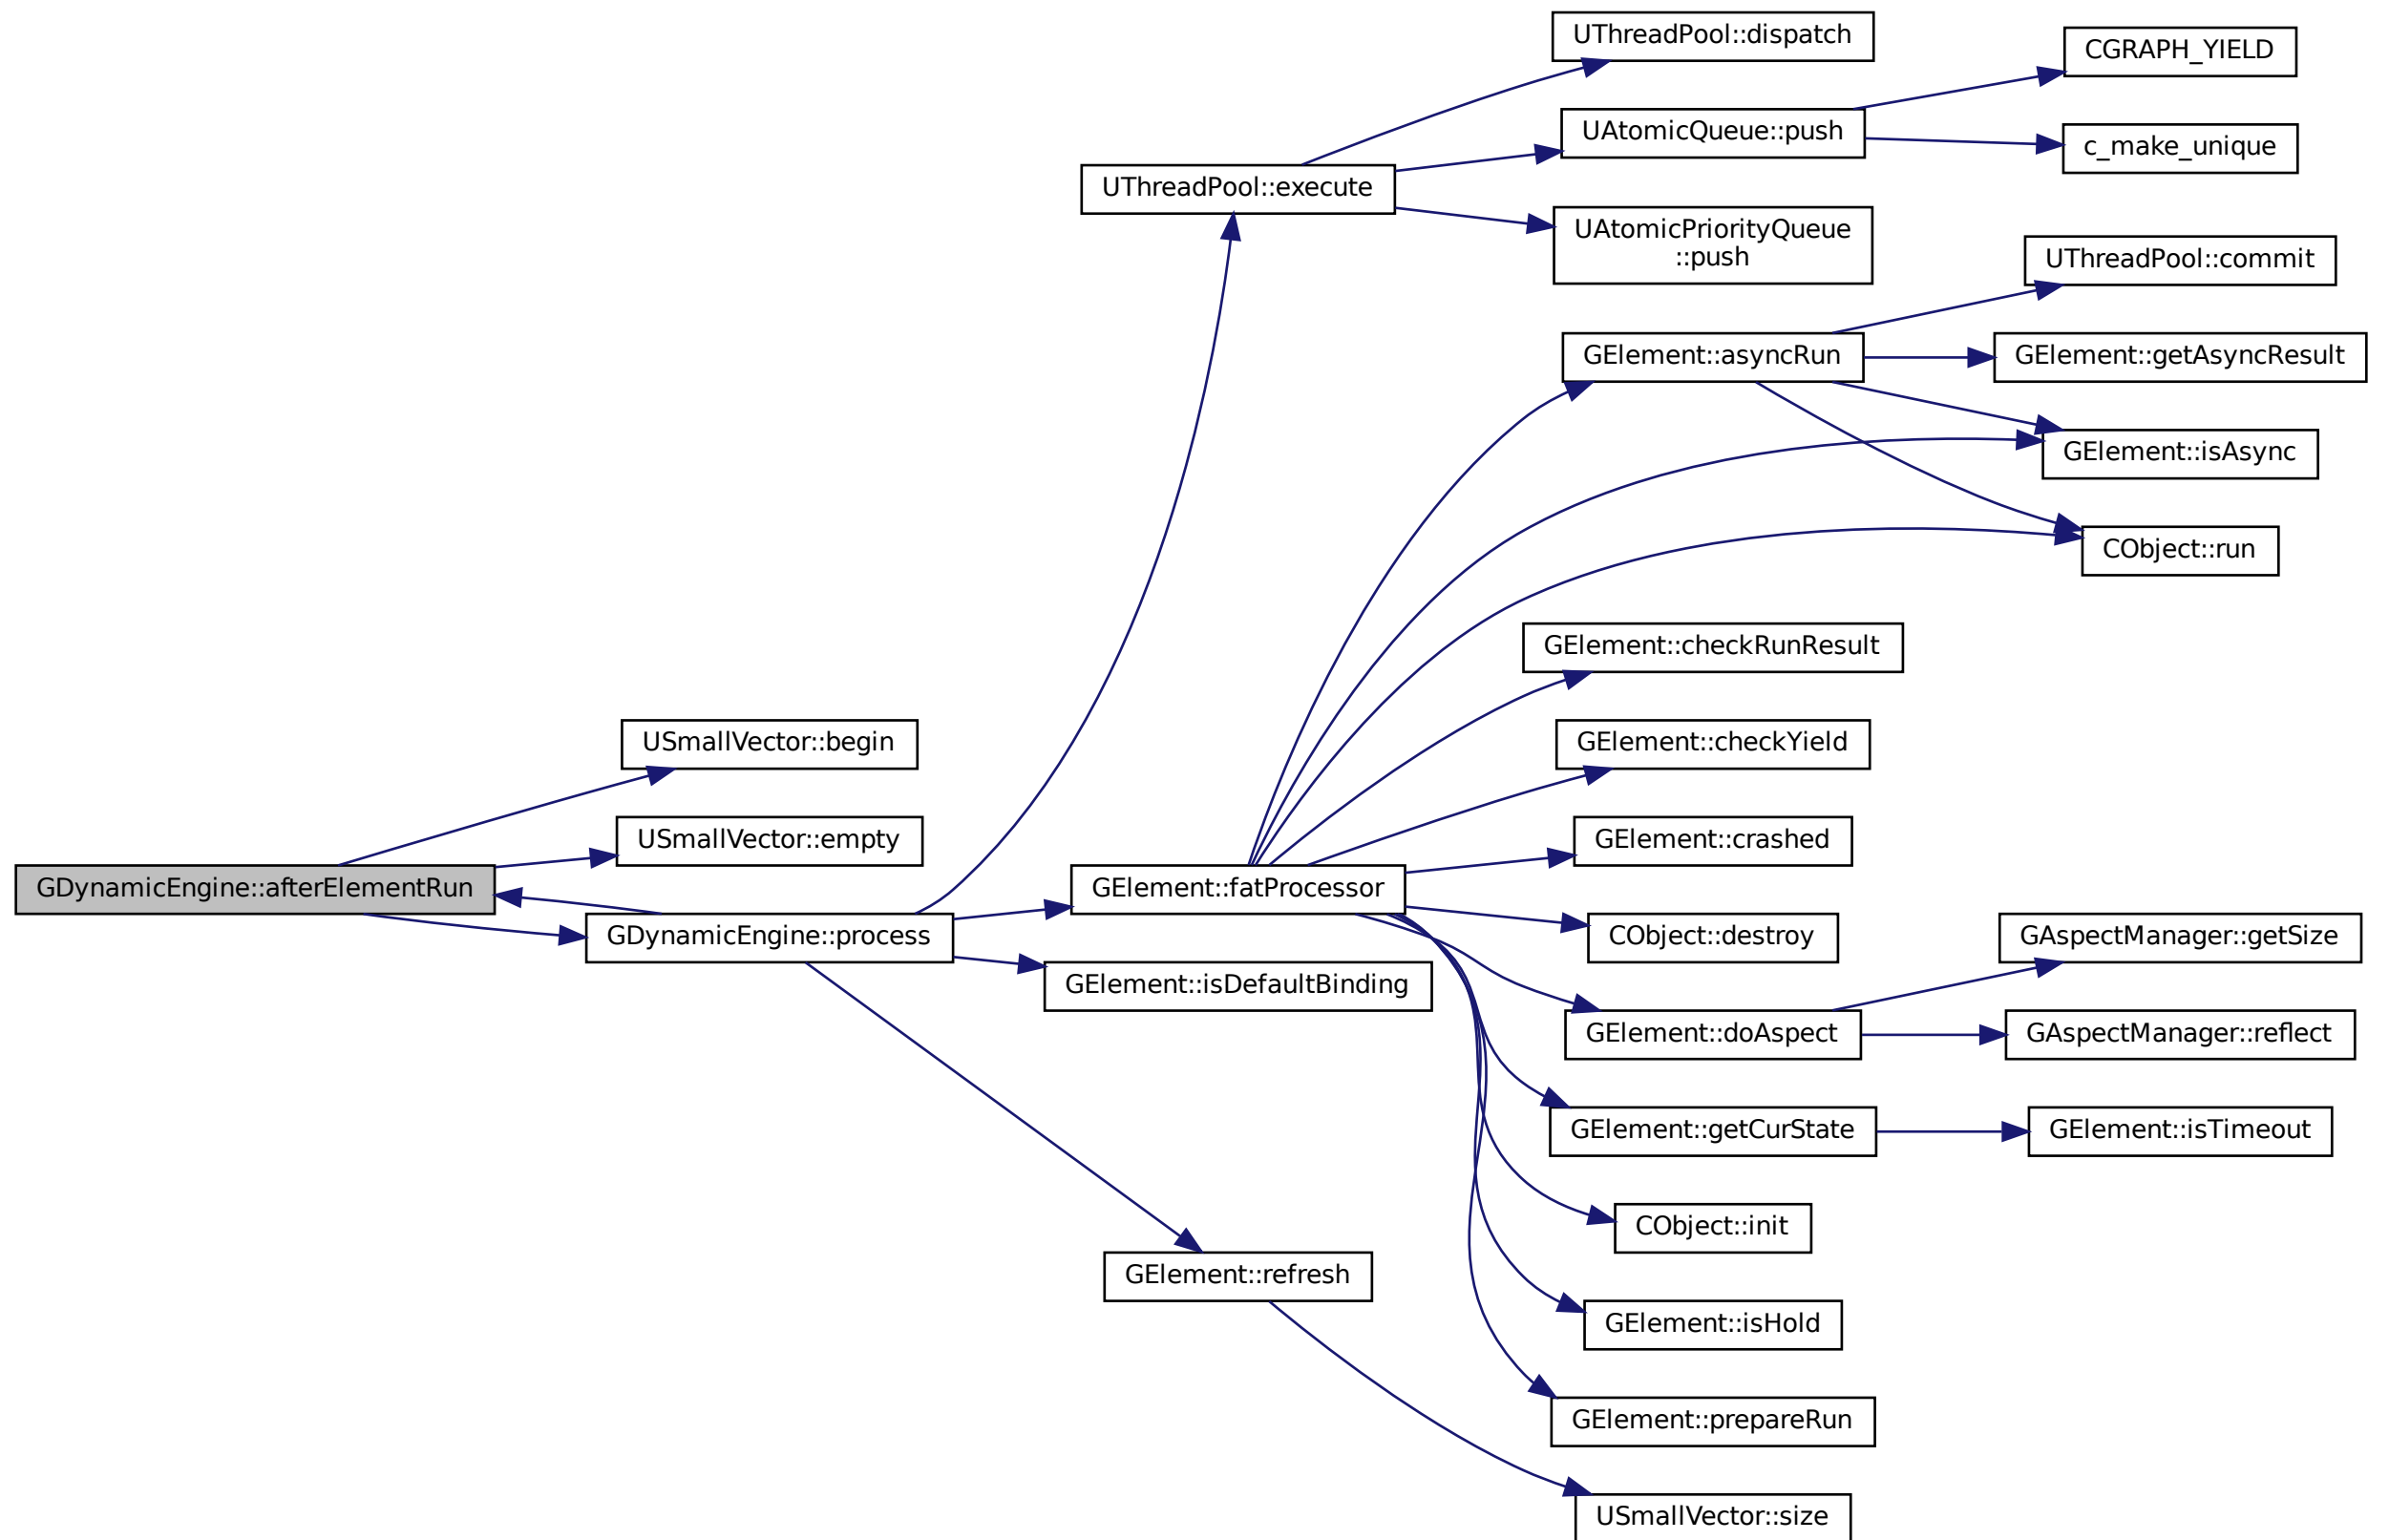 UThreadPool::dispatch
CGRAPH_YIELD
UAtomicQueue::push
c_make_unique
UThreadPool::execute
UAtomicPriorityQueue
::push
UThreadPool::commit
GElement::asyncRun
GElement::getAsyncResult
GElement::isAsync
CObject::run
GElement::checkRunResult
USmallVector::begin
GElement::checkYield
USmallVector::empty
GElement::crashed
GDynamicEngine::afterElementRun
GElement::fatProcessor
GDynamicEngine::process
CObject::destroy
GAspectManager::getSize
GElement::isDefaultBinding
GElement::doAspect
GAspectManager::reflect
GElement::getCurState
GElement::isTimeout
CObject::init
GElement::refresh
GElement::isHold
GElement::prepareRun
USmallVector::size